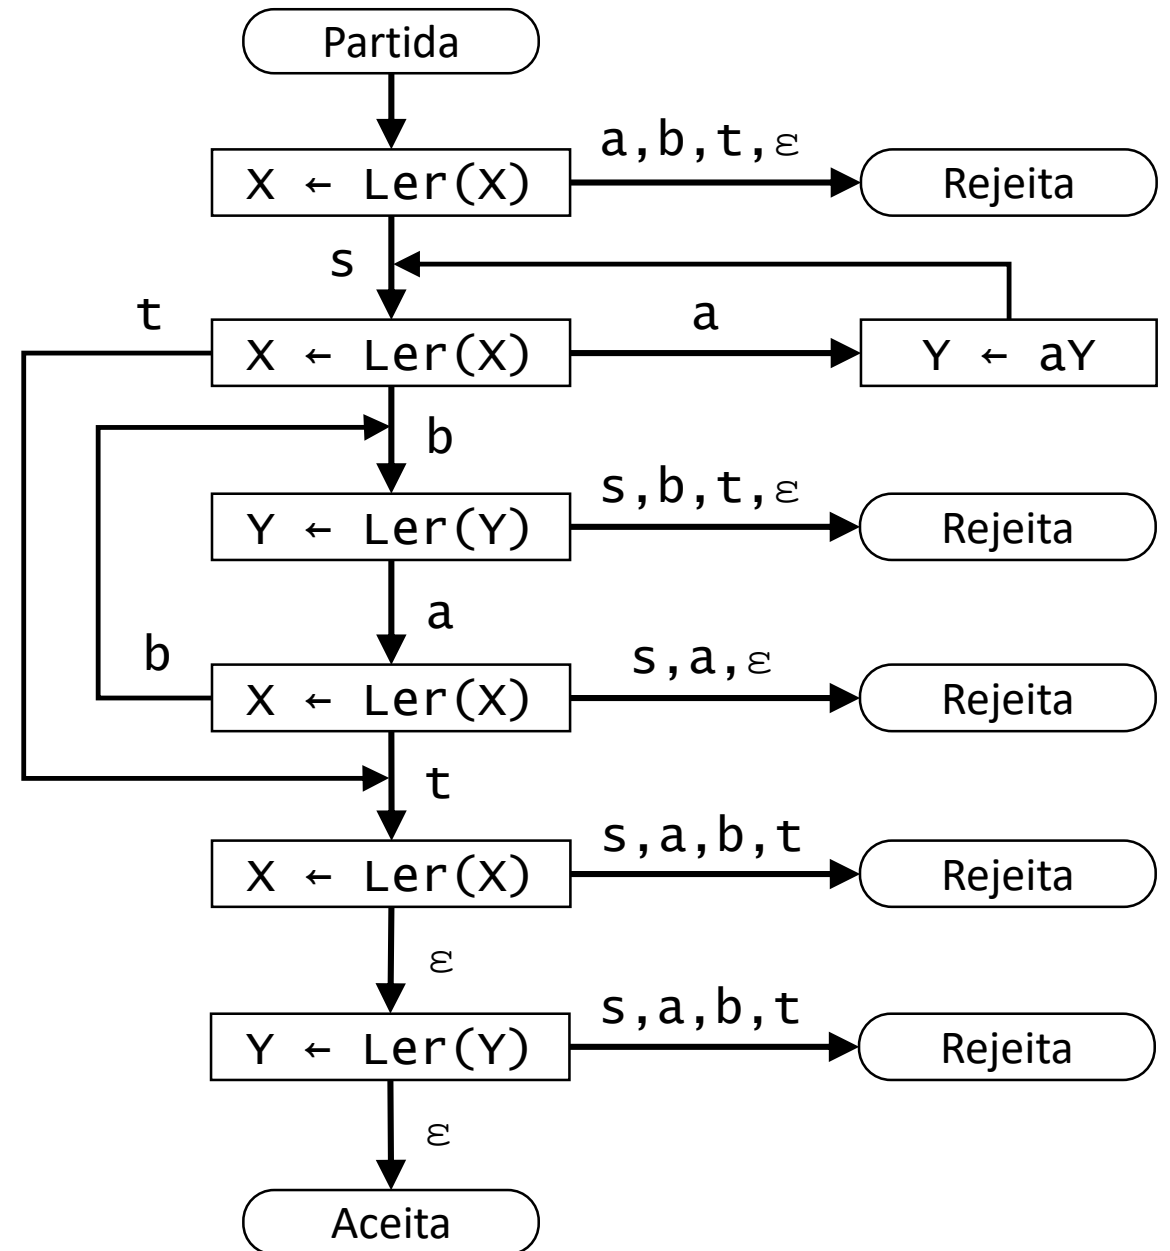 Partida
a,b,t,ε
X ← Ler(X)
Rejeita
s
t
a
X ← Ler(X)
Y ← aY
b
s,b,t,ε
Y ← Ler(Y)
Rejeita
a
b
s,a,ε
X ← Ler(X)
Rejeita
t
s,a,b,t
X ← Ler(X)
Rejeita
ε
s,a,b,t
Y ← Ler(Y)
Rejeita
ε
Aceita